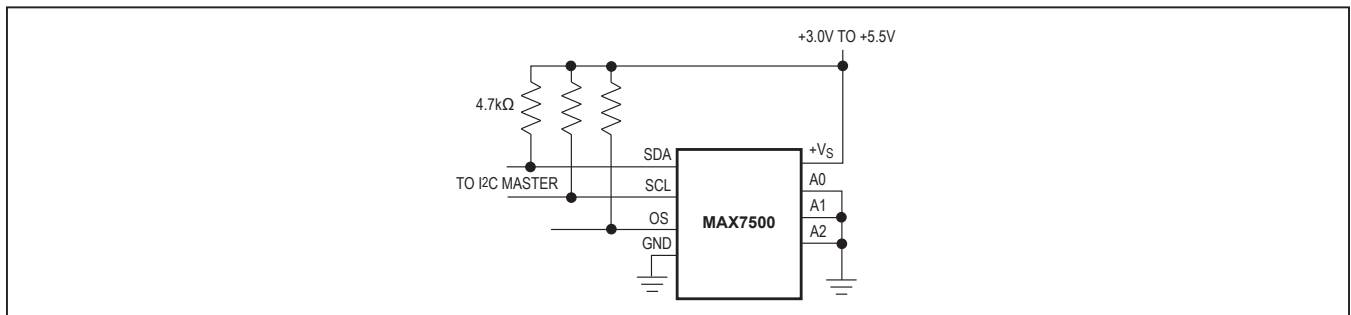 +3.0V TO +5.5V
4.7kΩ
SDA
+VS
TO I2C MASTER
SCL
A0
OS
MAX7500
A1
GND
A2